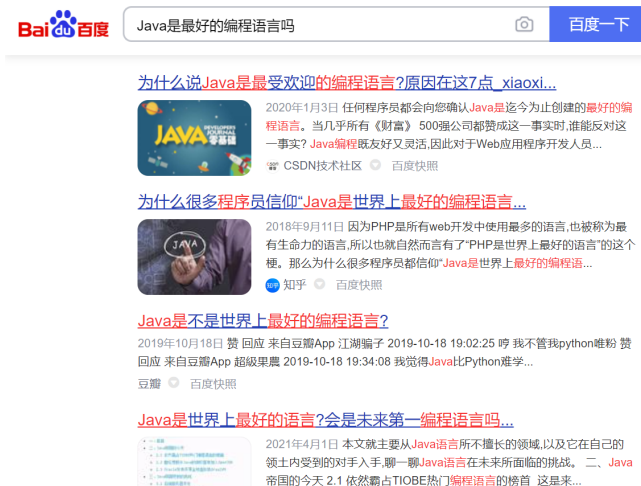 Bai du 百度
Java是最好的编程语言吗
百度一下
为什么说Java是最受欢迎的编程语言?原因在这7点_xiaoxi...
JAVA DEVELOPERS JOURNAL 零基础
2020年1月3日 任何程序员都会向您确认Java是迄今为止创建的最好的编
程语言。当几乎所有《财富》 500强公司都赞成这一事实时,谁能反对这
一事实? Java编程既友好又灵活,因此对于Web应用程序开发人员...
CSDN技术社区 百度快照
为什么很多程序员信仰“Java是世界上最好的编程语言...
JAVA
2018年9月11日 因为PHP是所有web开发中使用最多的语言,也被称为最
有生命力的语言,所以也就自然而言有了“PHP是世界上最好的语言”的这个
梗。那么为什么很多程序员都信仰“Java是世界上最好的编程语...
知乎 知乎 百度快照
Java是不是世界上最好的编程语言?
2019年10月18日 赞 回应 来自豆瓣App 江湖骗子 2019-10-18 19:02:25 哼 我不管我python唯粉 赞
回应 来自豆瓣App 超級果農 2019-10-18 19:34:08 我觉得Java比Python难学...
豆瓣 百度快照
Java是世界上最好的语言?会是未来第一编程语言吗...
2021年4月1日 本文就主要从Java语言所不擅长的领域,以及它在自己的
领土内受到的对手入手,聊一聊Java语言在未来所面临的挑战。 二、Java
帝国的今天 2.1 依然霸占TIOBE热门编程语言的榜首 这是来...